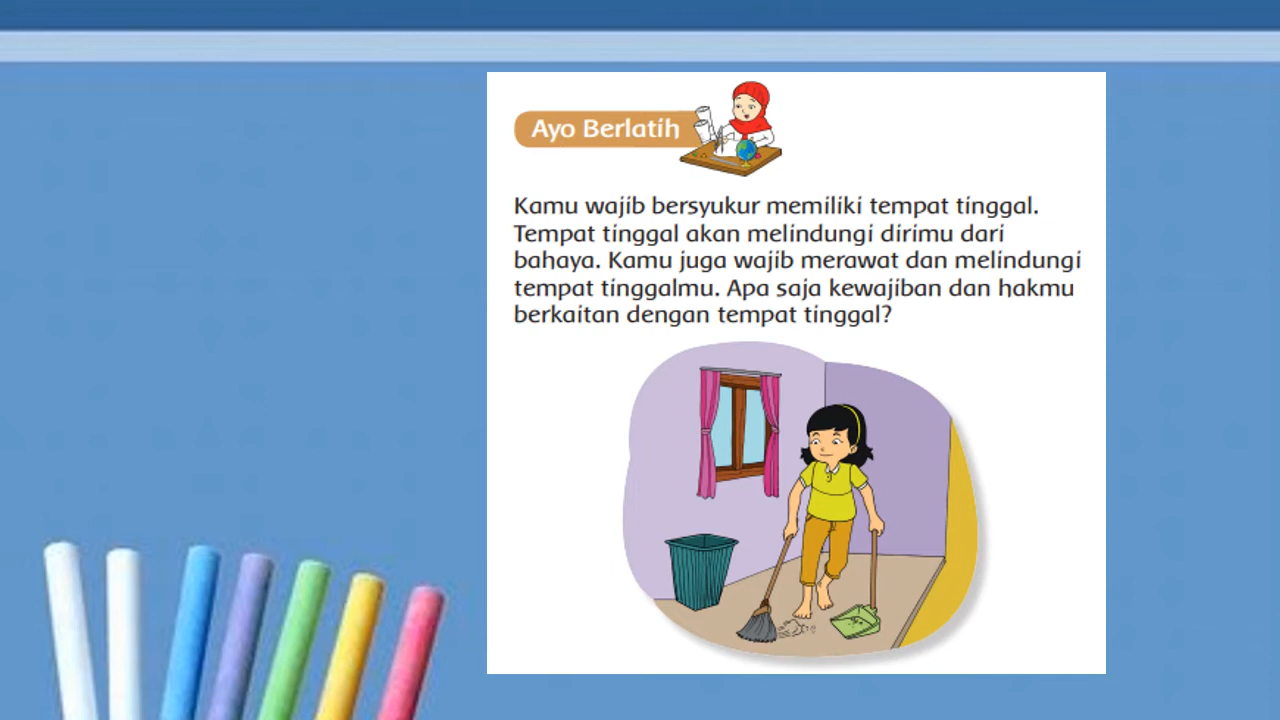 Ayo Berlatih
Kamu wajib bersyukur memiliki tempat tinggal.
Tempat tinggal akan melindungi dirimu dari
bahaya. Kamu juga wajib merawat dan melindungi
tempat tinggalmu. Apa saja kewajiban dan hakmu
berkaitan dengan tempat tinggal?